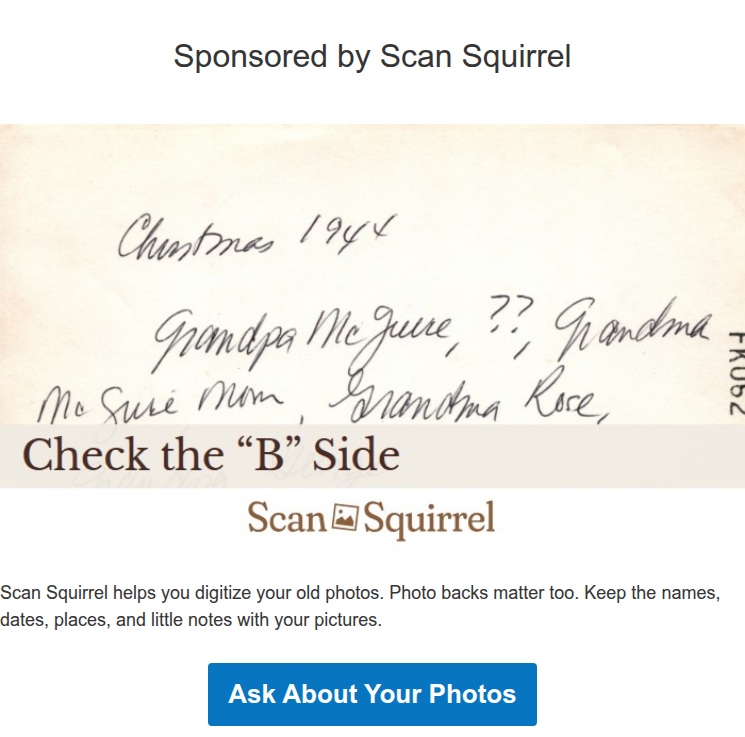 Sponsored by Scan Squirrel
Christmas 1944
Grandpa McGuire, ??, Grandma
McGuire Mom, Grandma Rose,
Check the “B” Side
Scan Squirrel
Scan Squirrel helps you digitize your old photos. Photo backs matter too. Keep the names,
dates, places, and little notes with your pictures.
Ask About Your Photos